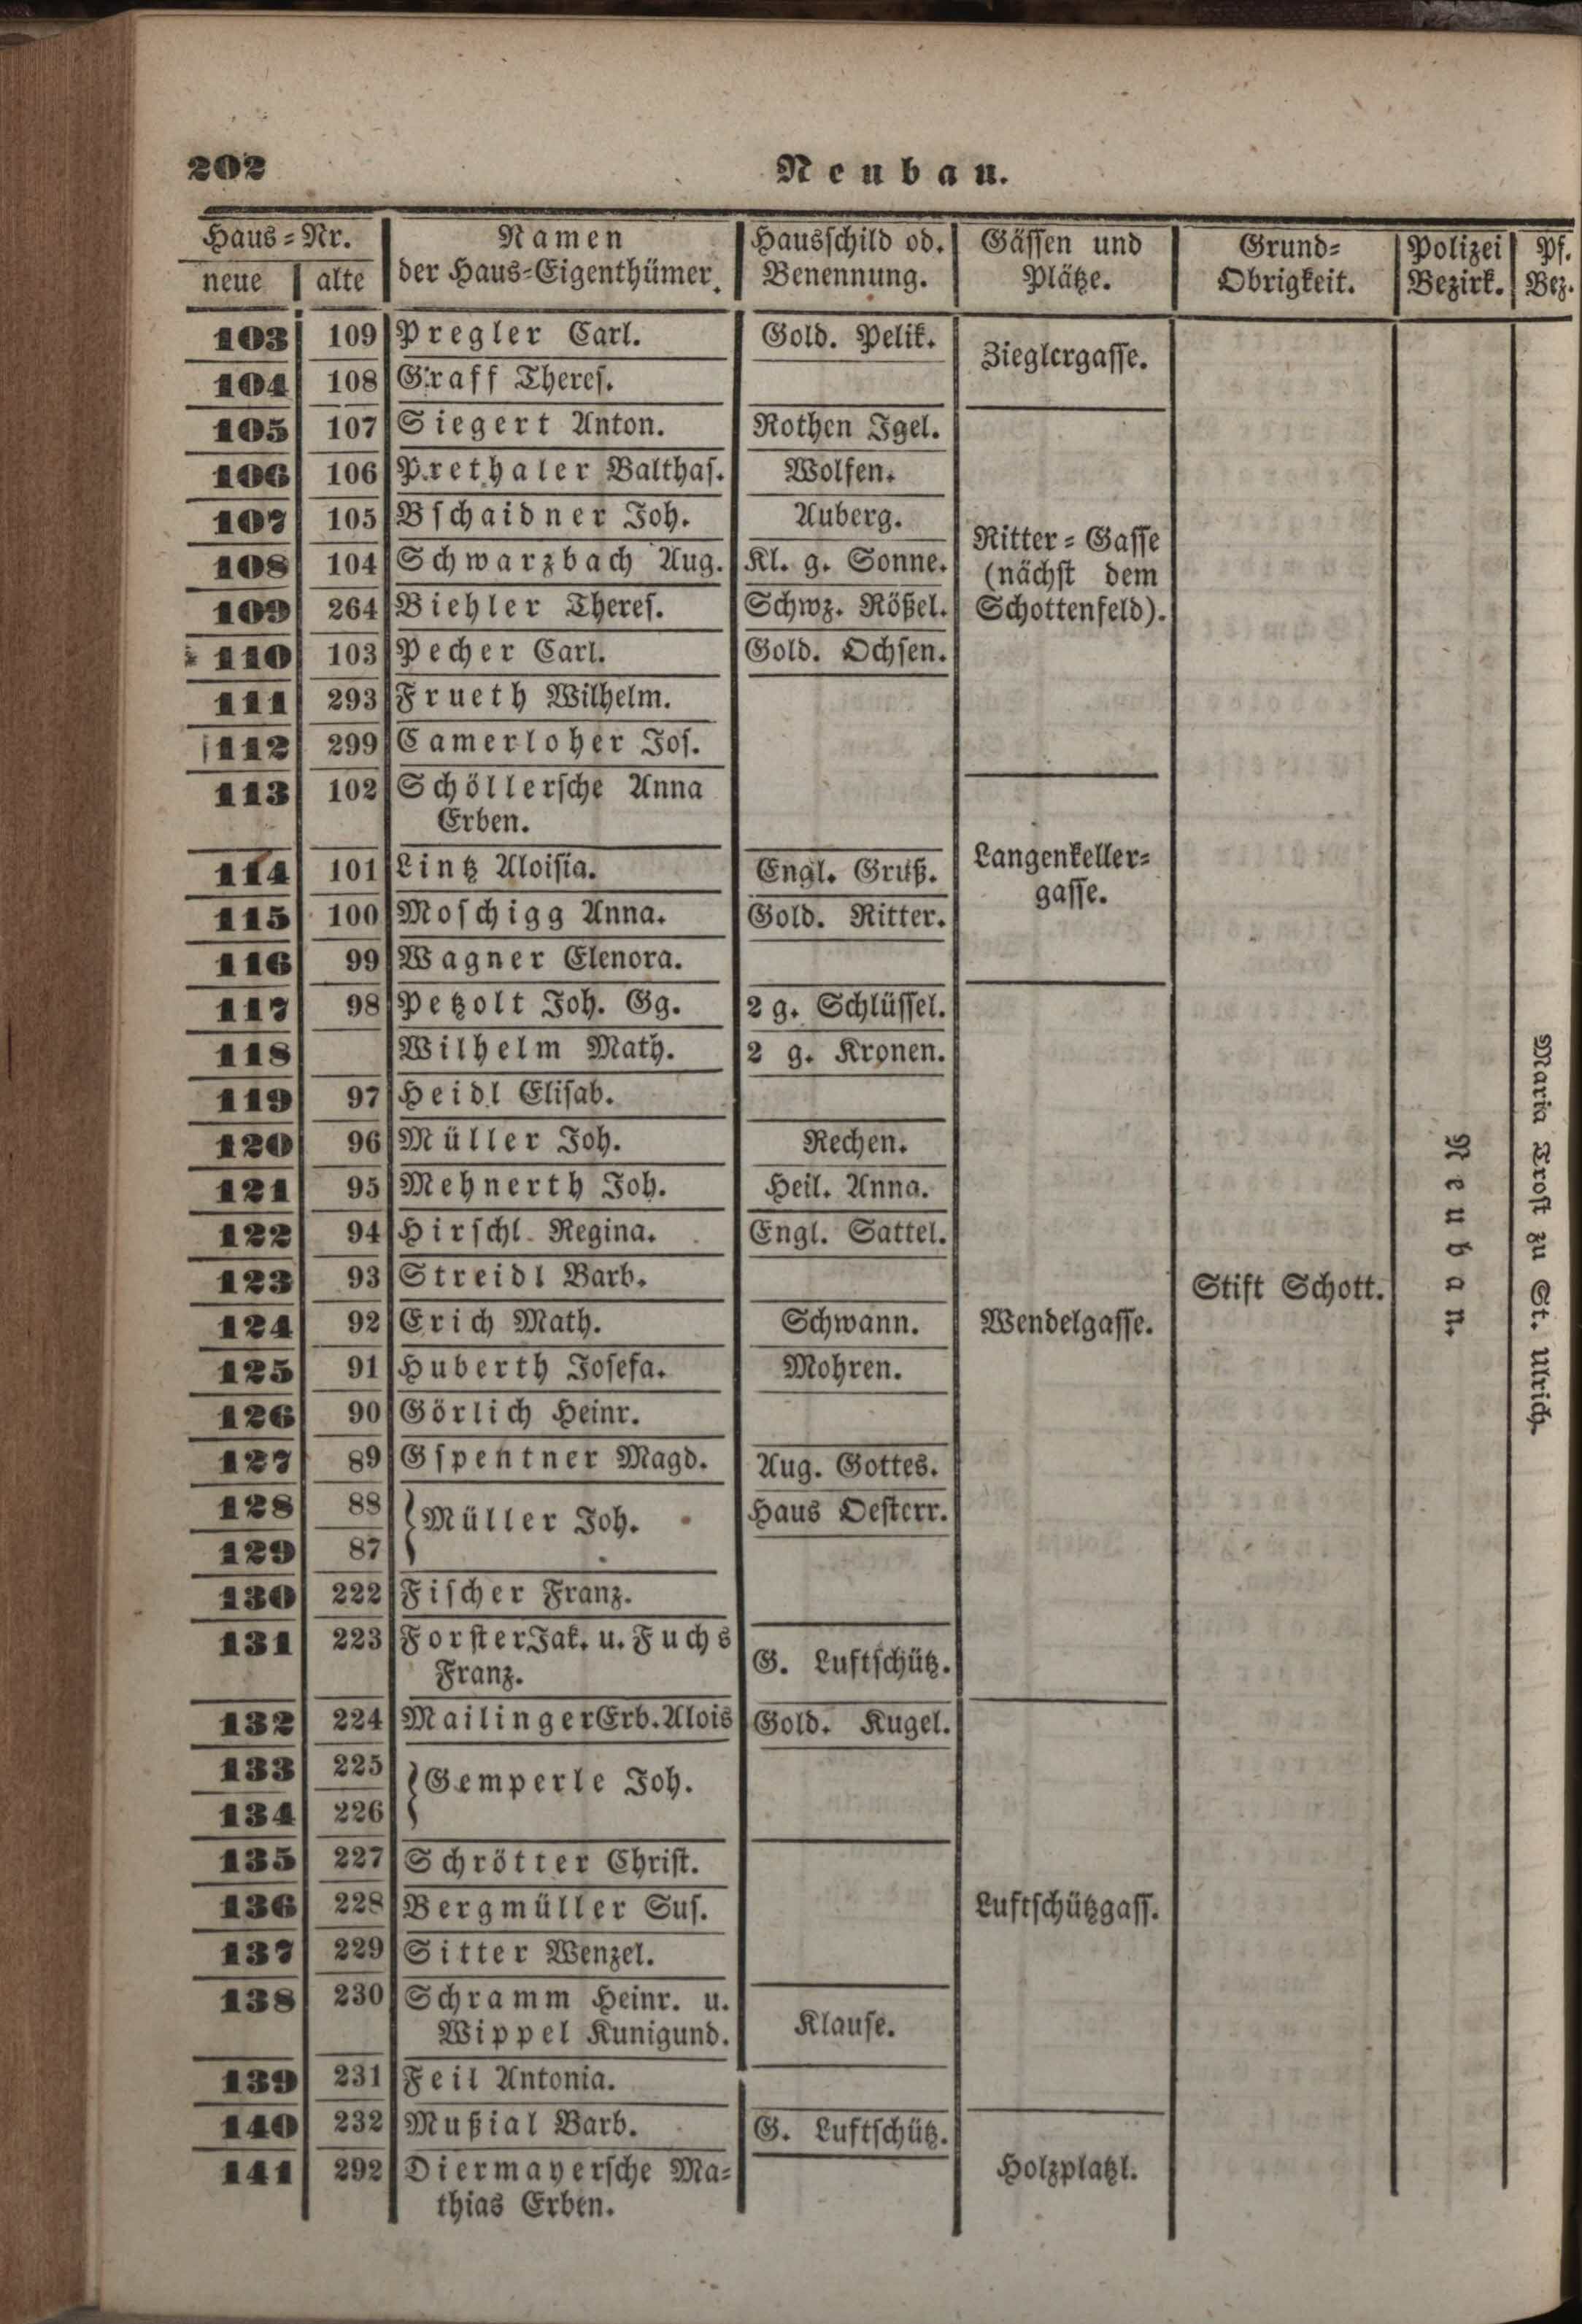 202
Neubau.
Haus-Nr. Namen Hausschild od. Gässen und Grund- Polizei Pf.
neue alte der Haus-Eigenthümer. Benennung. Plätze. Obrigkeit. Bezirk. Bez.
103 109 Pregler Carl. Gold. Pelik.
Zieglergasse.
104 108 Graff Theres.
105 107 Siegert Anton. Rothen Igel.
106 106 Prethaler Balthas. Wolfen.
107 105 Bschaidner Joh. Auberg.
Ritter-Gasse
108 104 Schwarzbach Aug. Kl. g. Sonne. (nächst dem
109 264 Biehler Theres. Schwz. Rößel. Schottenfeld).
110 103 Pecher Carl. Gold. Ochsen.
111 293 Frueth Wilhelm.
112 299 Camerloher Jos.
113 102 Schöllersche Anna
Erben.
114 101 Lintz Aloisia. Engl. Gruß. Langenkeller-
gasse.
115 100 Moschigg Anna. Gold. Ritter.
116 99 Wagner Elenora.
117 98 Petzolt Joh. Gg. 2 g. Schlüssel.
118 Wilhelm Math. 2 g. Kronen.
119 97 Heidl Elisab.
120 96 Müller Joh. Rechen.
121 95 Mehnerth Joh. Heil. Anna.
122 94 Hirschl Regina. Engl. Sattel.
123 93 Streidl Barb. Stift Schott.
124 92 Erich Math. Schwann. Wendelgasse.
125 91 Huberth Josefa. Mohren.
126 90 Görlich Heinr.
127 89 Gspentner Magd. Aug. Gottes.
128 88 Müller Joh. Haus Oesterr.
129 87
130 222 Fischer Franz.
131 223 Forster Jak. u. Fuchs
Franz. G. Luftschütz.
132 224 Mailinger Erb. Alois Gold. Kugel.
133 225 Gemperle Joh.
134 226
135 227 Schrötter Christ.
136 228 Bergmüller Sus. Luftschützgass.
137 229 Sitter Wenzel.
138 230 Schramm Heinr. u.
Wippel Kunigund. Klause.
139 231 Feil Antonia.
140 232 Mußial Barb. G. Luftschütz.
141 292 Diermayersche Ma- Holzplatzl.
thias Erben.
Neubau.
Maria Trost zu St. Ulrich.